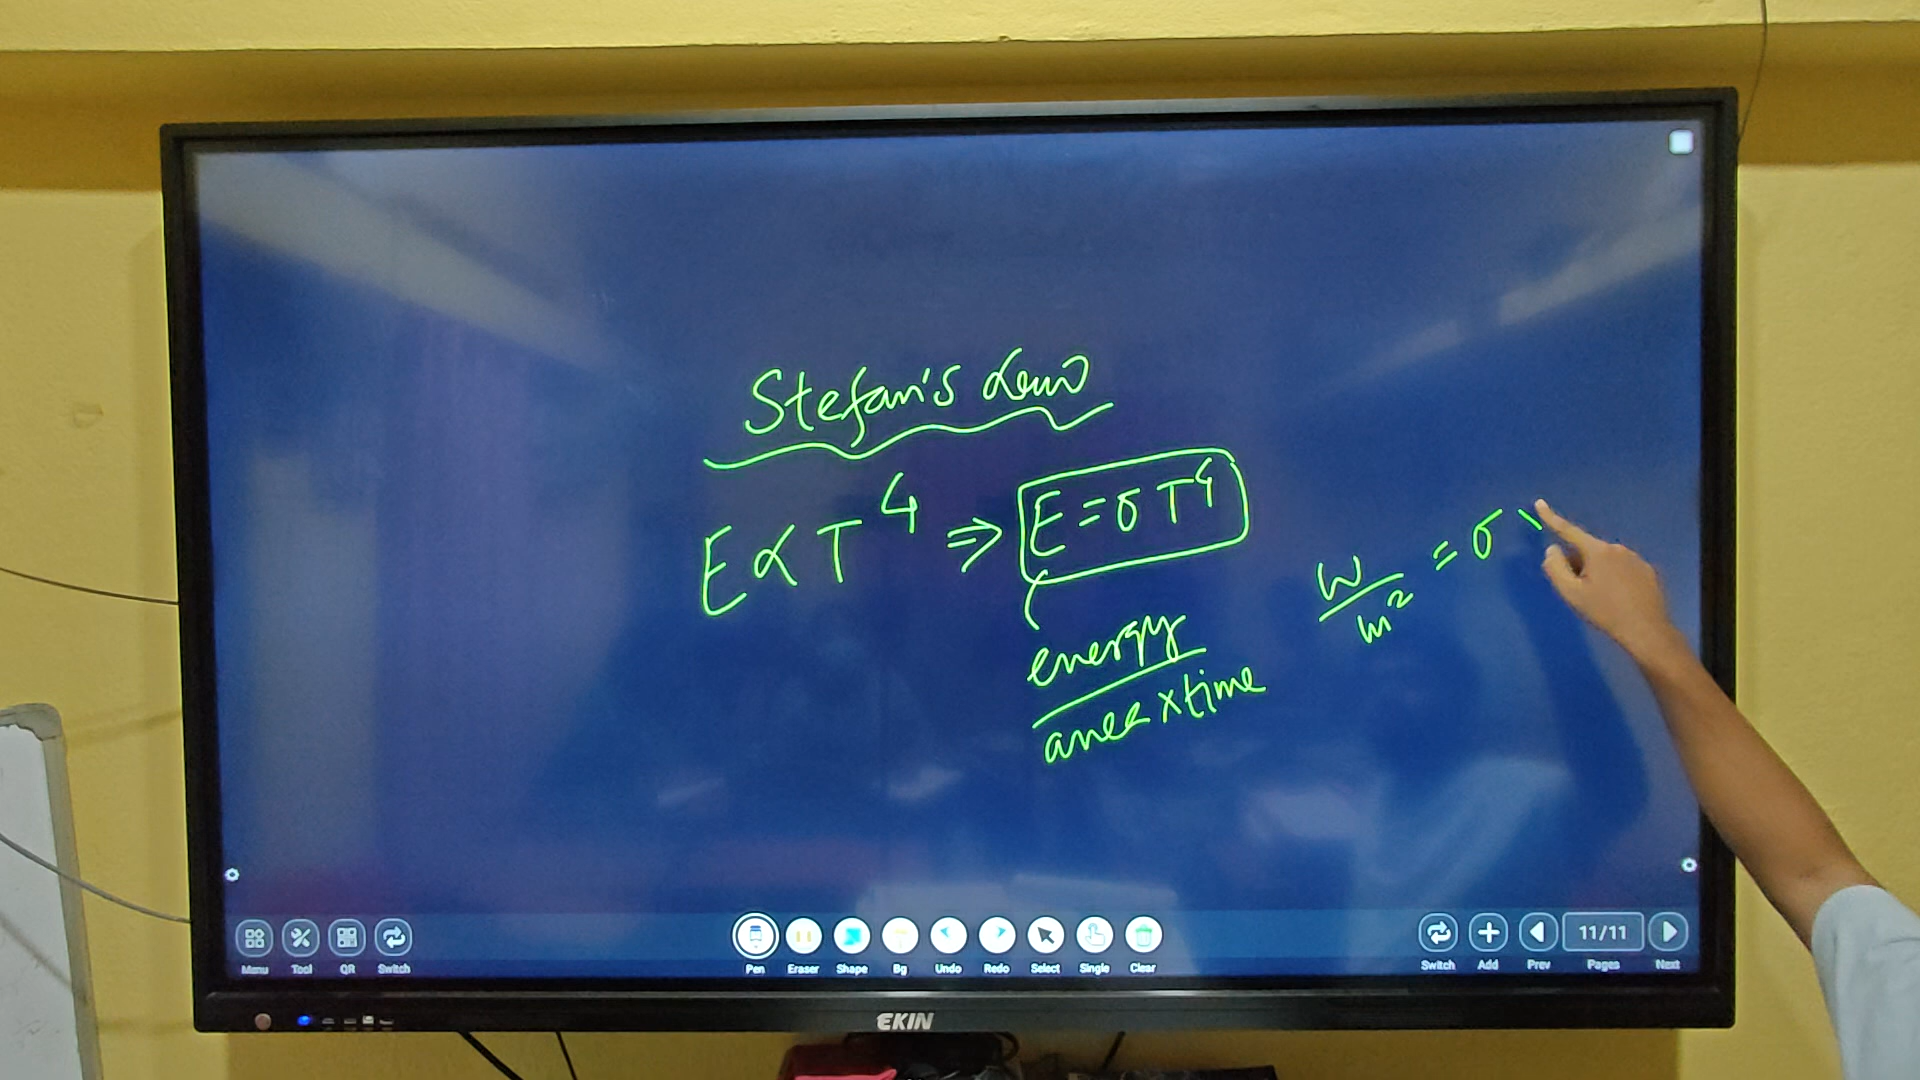 Stefan's Law
E ∝ T⁴ ⇒ E = σT⁴
energy
area × time
W/m² = σ
Menu Tool QR Switch
Pen Eraser Shape Bg Undo Redo Select Single Clear
Switch Add Prev Pages Next
11/11
EKIN